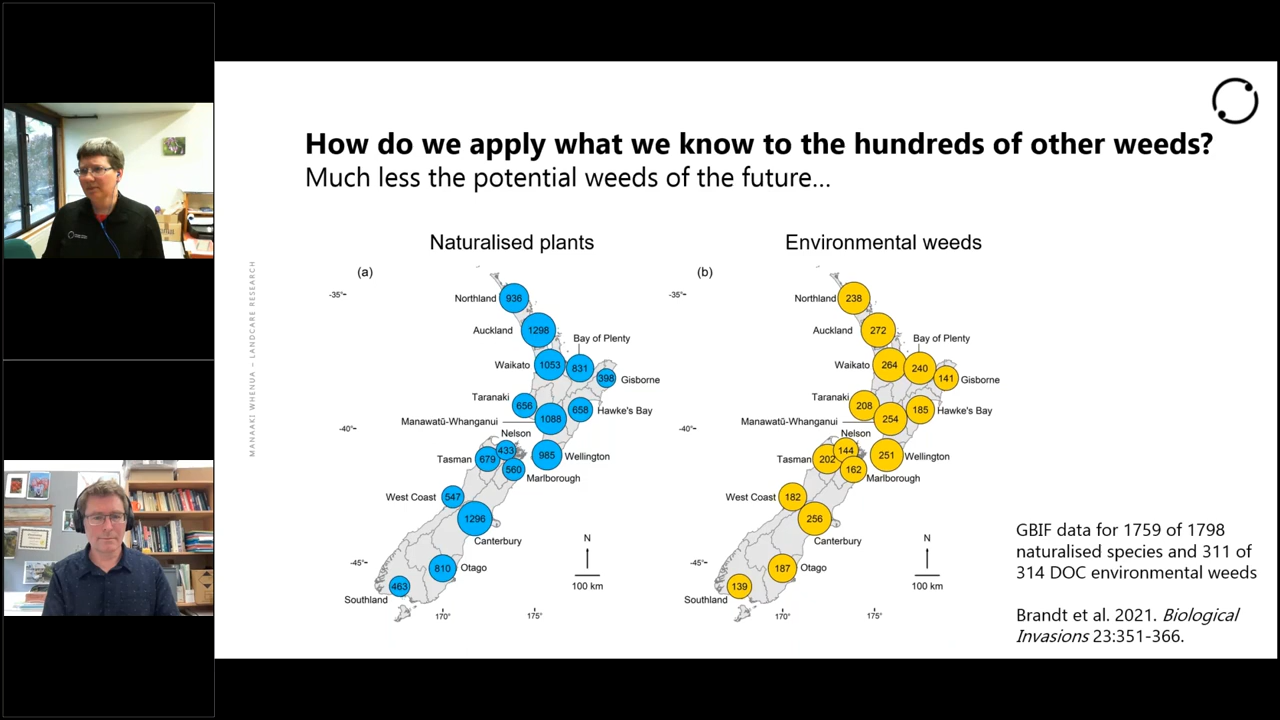 How do we apply what we know to the hundreds of other weeds?
Much less the potential weeds of the future...
MANAAKI WHENUA – LANDCARE RESEARCH
Naturalised plants
(a)
-35°
-40°
-45°
Northland
936
Auckland
1298
Bay of Plenty
Waikato
1053
831
398
Gisborne
Taranaki
656
658
Hawke's Bay
Manawatū-Whanganui
1088
Nelson
433
985
Wellington
Tasman
679
560
Marlborough
West Coast
547
1296
Canterbury
N
810
Otago
100 km
463
Southland
170°
175°
Environmental weeds
(b)
-35°
-40°
-45°
Northland
238
Auckland
272
Bay of Plenty
Waikato
264
240
141
Gisborne
Taranaki
208
185
Hawke's Bay
Manawatū-Whanganui
254
Nelson
144
251
Wellington
Tasman
202
162
Marlborough
West Coast
182
256
Canterbury
N
187
Otago
100 km
139
Southland
170°
175°
GBIF data for 1759 of 1798
naturalised species and 311 of
314 DOC environmental weeds
Brandt et al. 2021. Biological
Invasions 23:351-366.